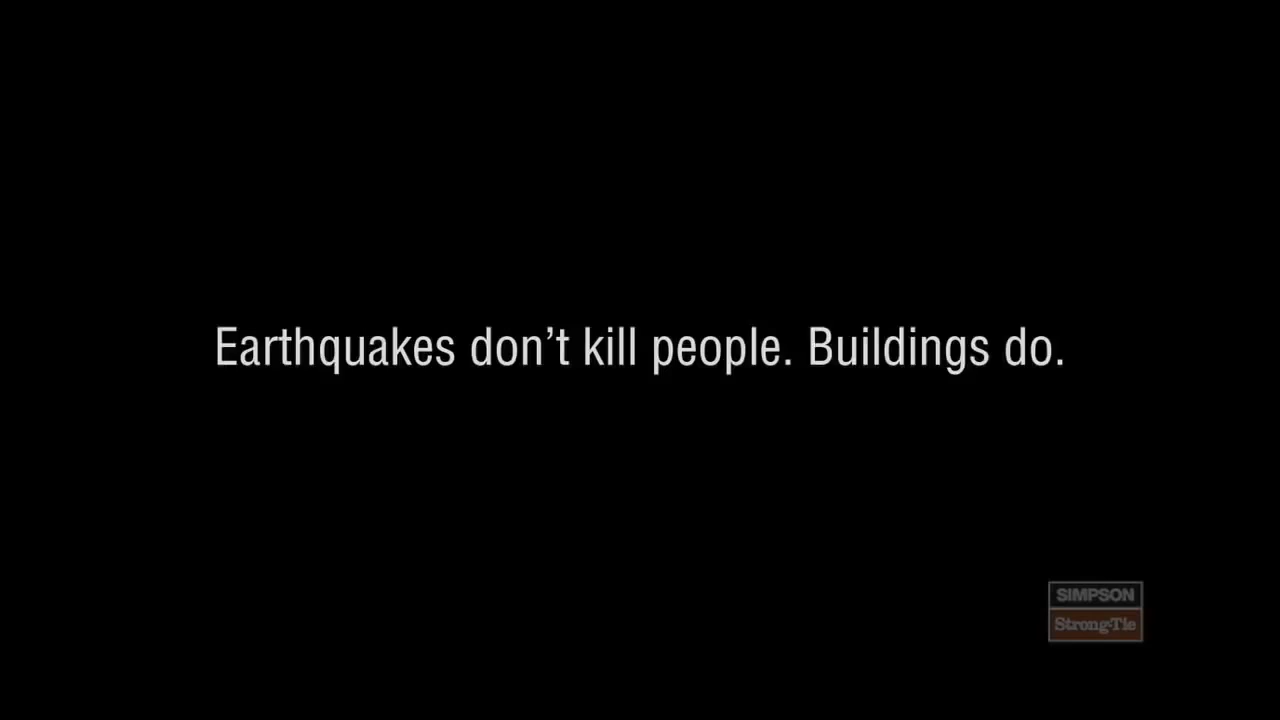 Earthquakes don’t kill people. Buildings do.
SIMPSON
Strong-Tie